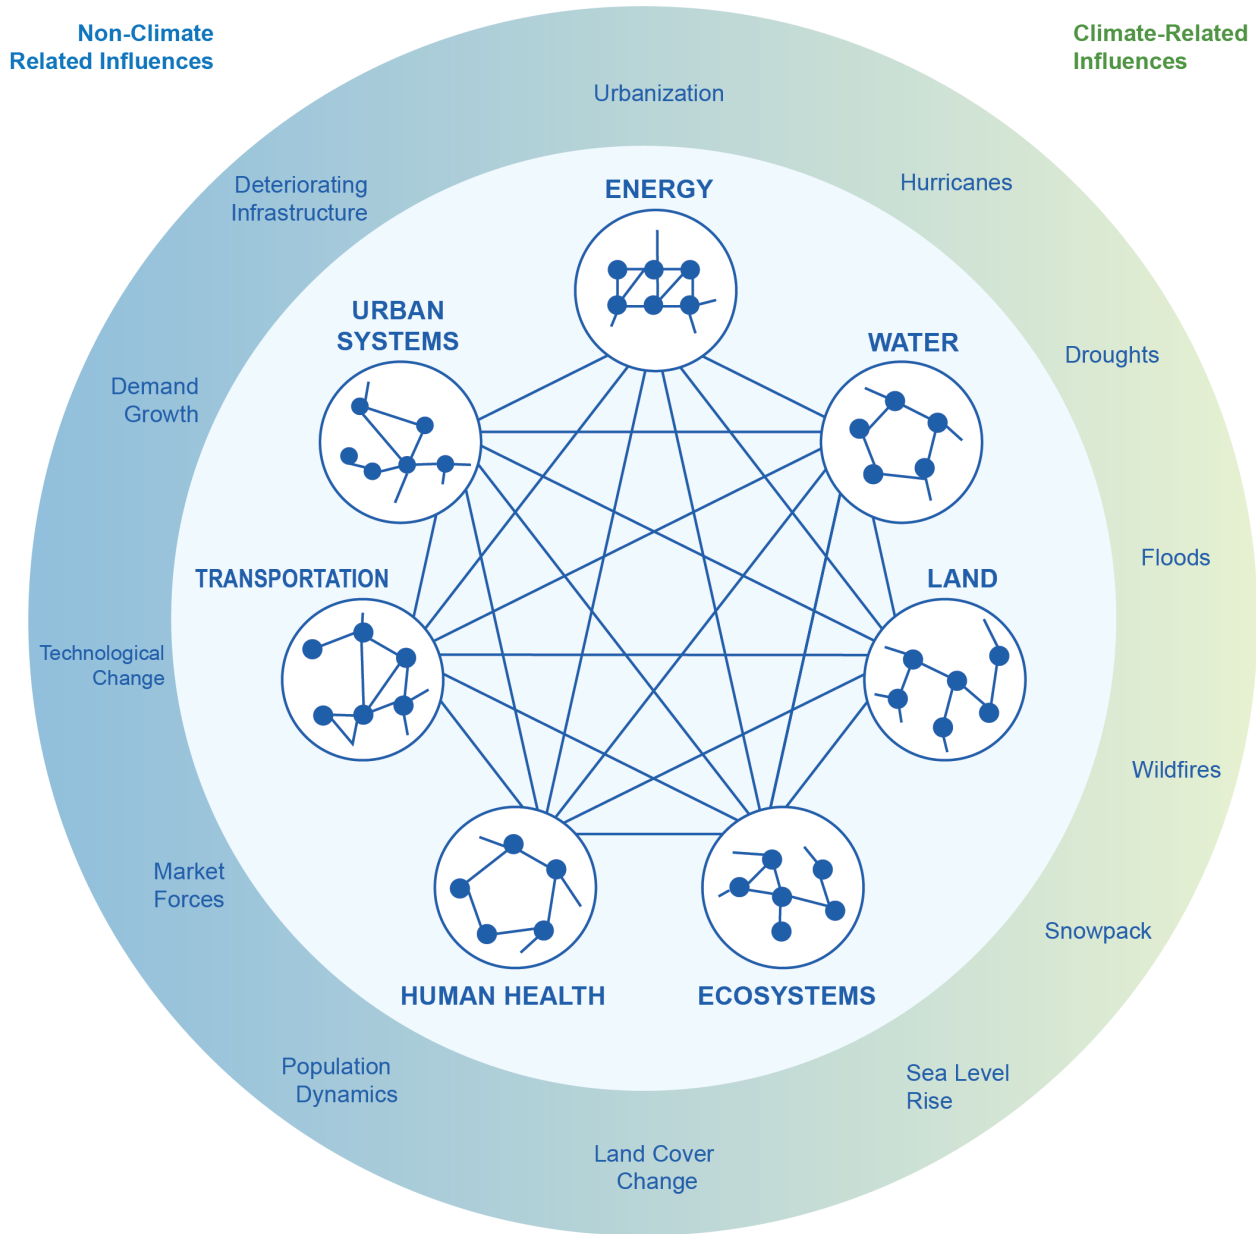 Non-Climate
Related Influences
Climate-Related
Influences
Urbanization
Deteriorating
Infrastructure
Hurricanes
ENERGY
URBAN
SYSTEMS
WATER
Droughts
Demand
Growth
Floods
TRANSPORTATION
LAND
Technological
Change
Wildfires
Market
Forces
Snowpack
HUMAN HEALTH
ECOSYSTEMS
Population
Dynamics
Sea Level
Rise
Land Cover
Change